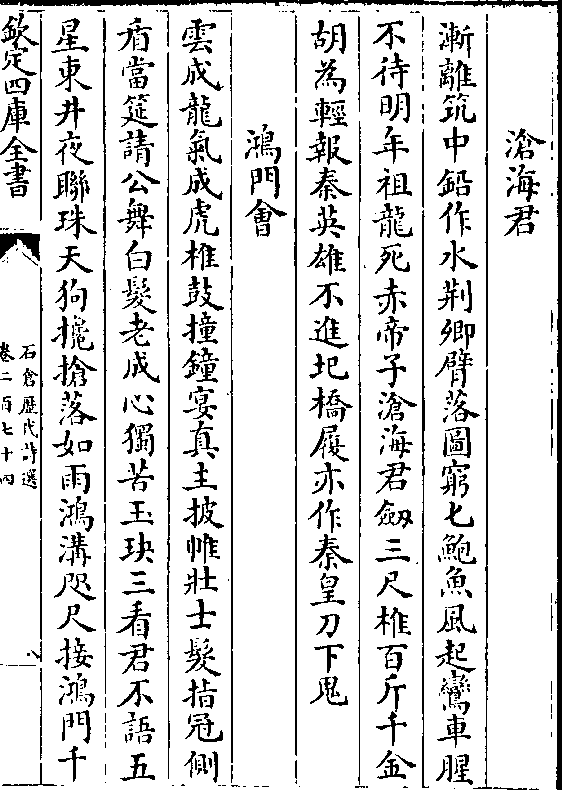 滄海君
漸離筑中鉛作水荆卿臂落圖窮匕鮑魚風起鸞車腥
不待明年祖龍死赤帝子滄海君劔三尺椎百斤千金
胡為輕報秦英雄不進圯橋履亦作秦皇刀下鬼
鴻門會
雲成龍氣成虎椎鼓撞鐘宴真主披帷壯士髮指冠側
盾當筵請公舞白髮老成心獨苦玉玦三看君不語五
星東井夜聯珠天狗攙搶落如雨鴻溝咫尺接鴻門千
欽定四庫全書
石倉歷代詩選
卷二百七十四
八